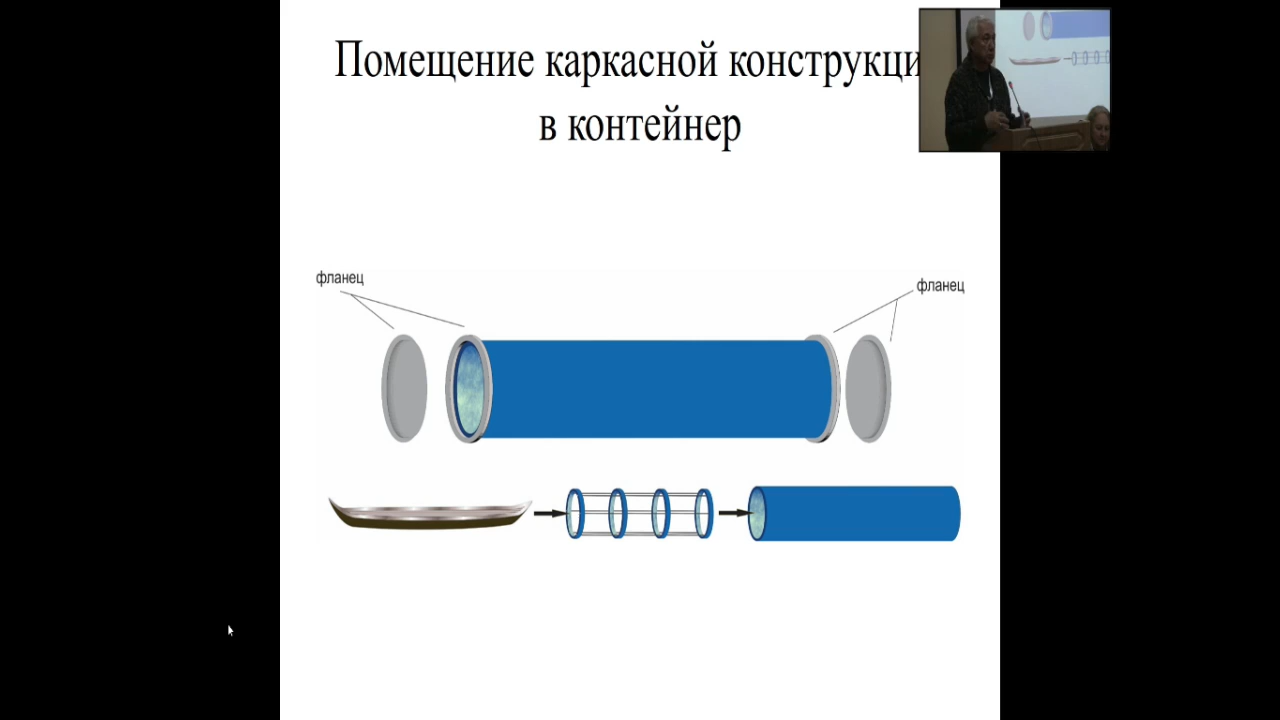 Помещение каркасной конструкци
в контейнер
фланец
фланец